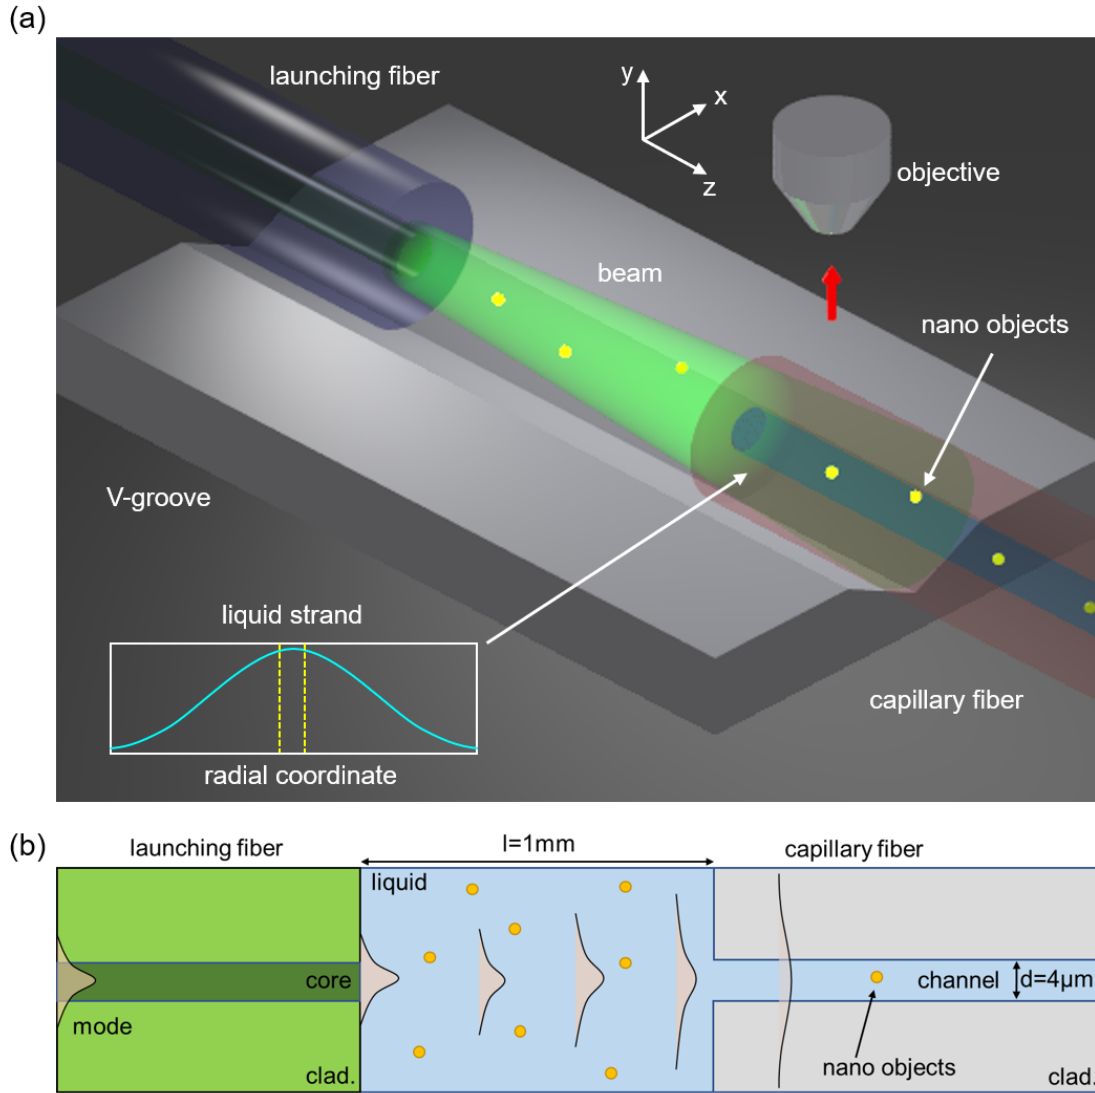 (a)
launching fiber
y
x
z
objective
beam
nano objects
V-groove
liquid strand
capillary fiber
radial coordinate
(b)
launching fiber
l=1mm
capillary fiber
liquid
core
channel
d=4μm
mode
nano objects
clad.
clad.